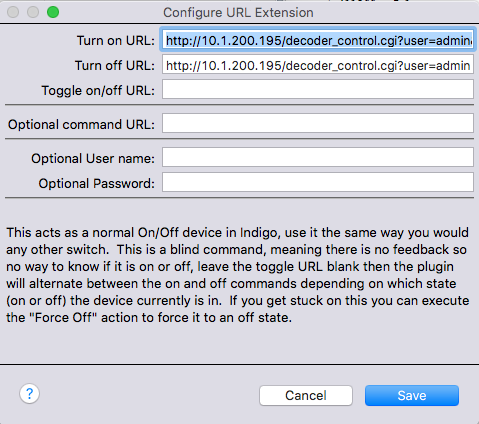 Configure URL Extension
Turn on URL: http://10.1.200.195/decoder_control.cgi?user=admin&
Turn off URL: http://10.1.200.195/decoder_control.cgi?user=admin
Toggle on/off URL:
Optional command URL:
Optional User name:
Optional Password:
This acts as a normal On/Off device in Indigo, use it the same way you would
any other switch. This is a blind command, meaning there is no feedback so
no way to know if it is on or off, leave the toggle URL blank then the plugin
will alternate between the on and off commands depending on which state
(on or off) the device currently is in. If you get stuck on this you can execute
the "Force Off" action to force it to an off state.
?
Cancel
Save